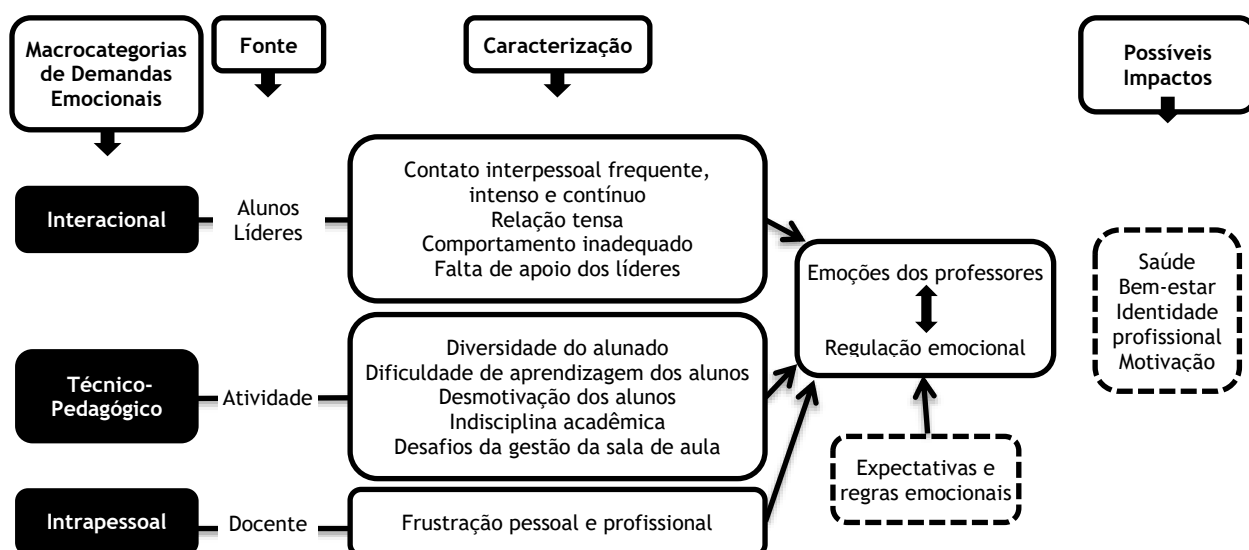 Macrocategorias
de Demandas
Emocionais
Fonte
Caracterização
Possíveis
Impactos
Interacional
Alunos
Líderes
Contato interpessoal frequente,
intenso e contínuo
Relação tensa
Comportamento inadequado
Falta de apoio dos líderes
Técnico-
Pedagógico
Atividade
Diversidade do alunado
Dificuldade de aprendizagem dos alunos
Desmotivação dos alunos
Indisciplina acadêmica
Desafios da gestão da sala de aula
Intrapessoal
Docente
Frustração pessoal e profissional
Emoções dos professores
Regulação emocional
Expectativas e
regras emocionais
Saúde
Bem-estar
Identidade
profissional
Motivação